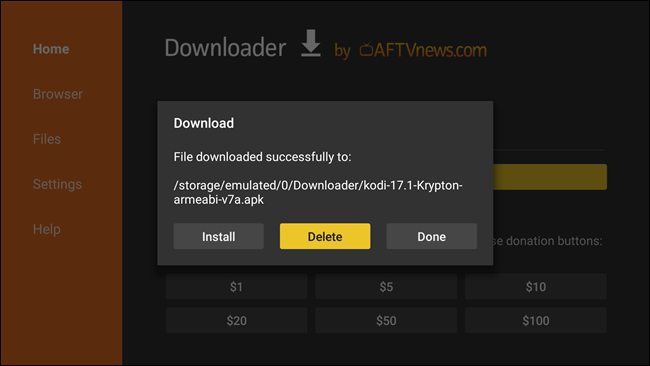 Home
Browser
Files
Settings
Help
Downloader by AFTVnews.com
Download
File downloaded successfully to:
/storage/emulated/0/Downloader/kodi-17.1-Krypton-
armeabi-v7a.apk
Install Delete Done
se donation buttons:
$1 $5 $10
$20 $50 $100